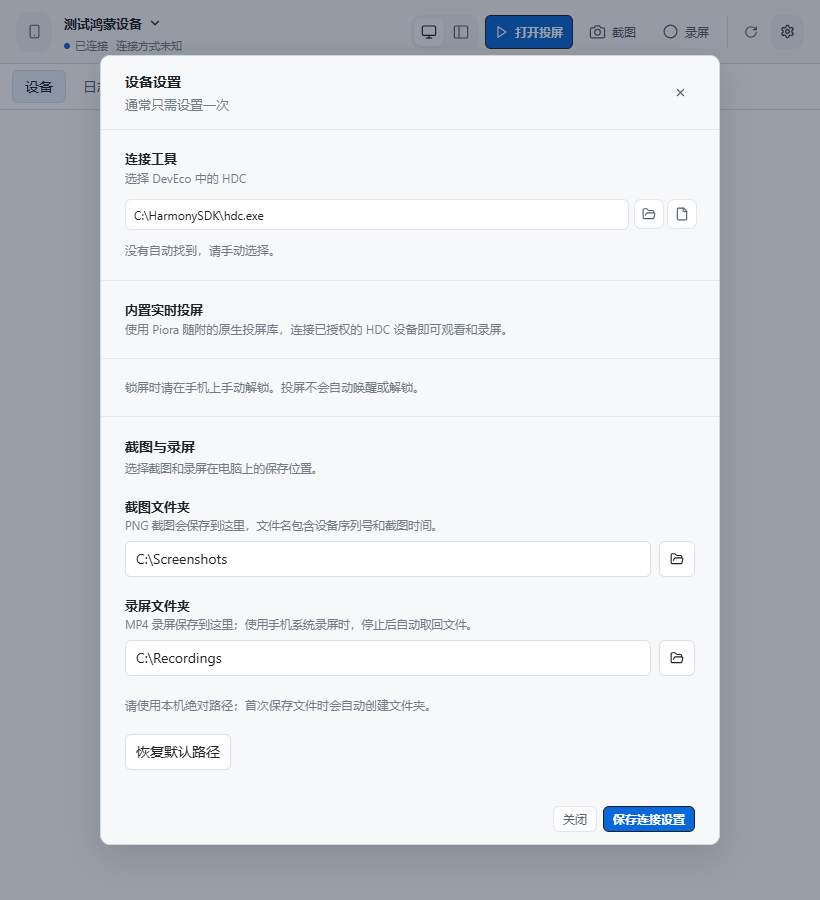 测试鸿蒙设备
已连接 连接方式未知
打开投屏
截图
录屏
设备
日
设备设置
通常只需设置一次
连接工具
选择 DevEco 中的 HDC
C:\HarmonySDK\hdc.exe
没有自动找到，请手动选择。
内置实时投屏
使用 Piora 随附的原生投屏库，连接已授权的 HDC 设备即可观看和录屏。
锁屏时请在手机上手动解锁。投屏不会自动唤醒或解锁。
截图与录屏
选择截图和录屏在电脑上的保存位置。
截图文件夹
PNG 截图会保存到这里，文件名包含设备序列号和截图时间。
C:\Screenshots
录屏文件夹
MP4 录屏保存到这里；使用手机系统录屏时，停止后自动取回文件。
C:\Recordings
请使用本机绝对路径；首次保存文件时会自动创建文件夹。
恢复默认路径
关闭
保存连接设置